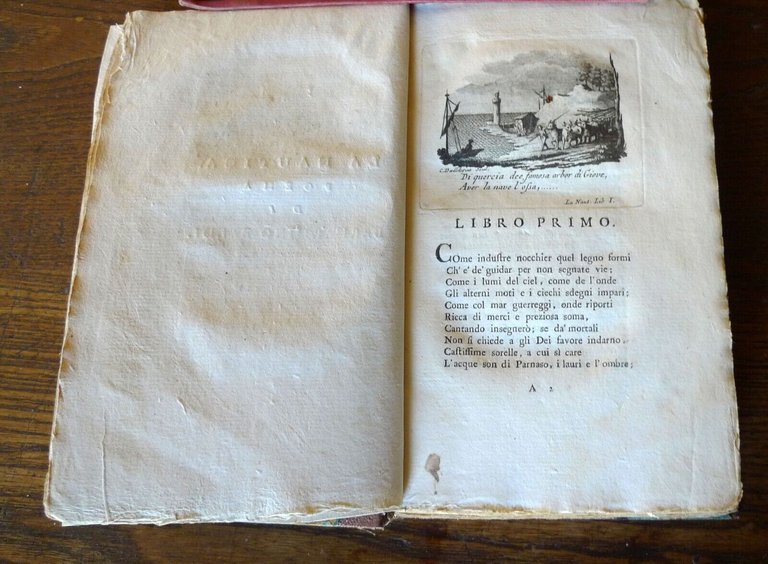 Di quercia dee famosa arbor di Giove,
Aver la nave l'ossa,......
La Naut. Lib I.
LIBRO PRIMO.
COme industre nocchier quel legno formi
Ch' e' de' guidar per non segnate vie;
Come i lumi del ciel, come de l'onde
Gli alterni moti e i ciechi sdegni impari;
Come col mar guerreggi, onde riporti
Ricca di merci e preziosa soma,
Cantando insegnerò; se da' mortali
Non si chiede a gli Dei favore indarno.
Castissime sorelle, a cui sì care
L'acque son di Parnaso, i lauri e l'ombre;
A 2